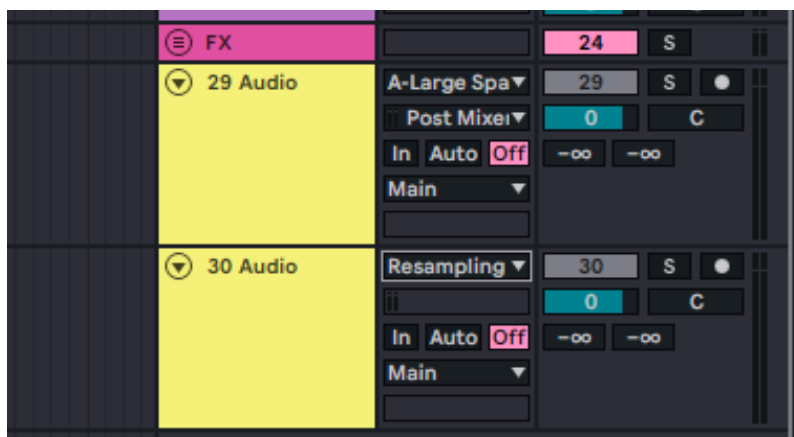 C
FX 24 S
29 Audio A-Large Spa 29 S
Post Mixer 0 C
In Auto Off -∞ -∞
Main
30 Audio Resampling 30 S
0 C
In Auto Off -∞ -∞
Main